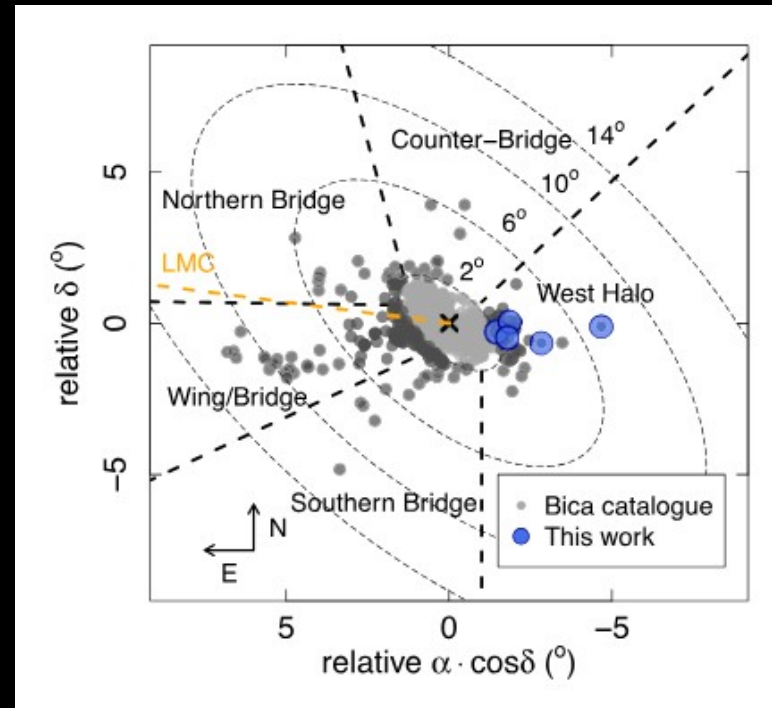 Counter−Bridge 14°
10°
Northern Bridge
6°
LMC
2°
West Halo
Wing/Bridge
Southern Bridge
N
E
Bica catalogue
This work
5
0
−5
relative δ (°)
5
0
−5
relative α · cosδ (°)